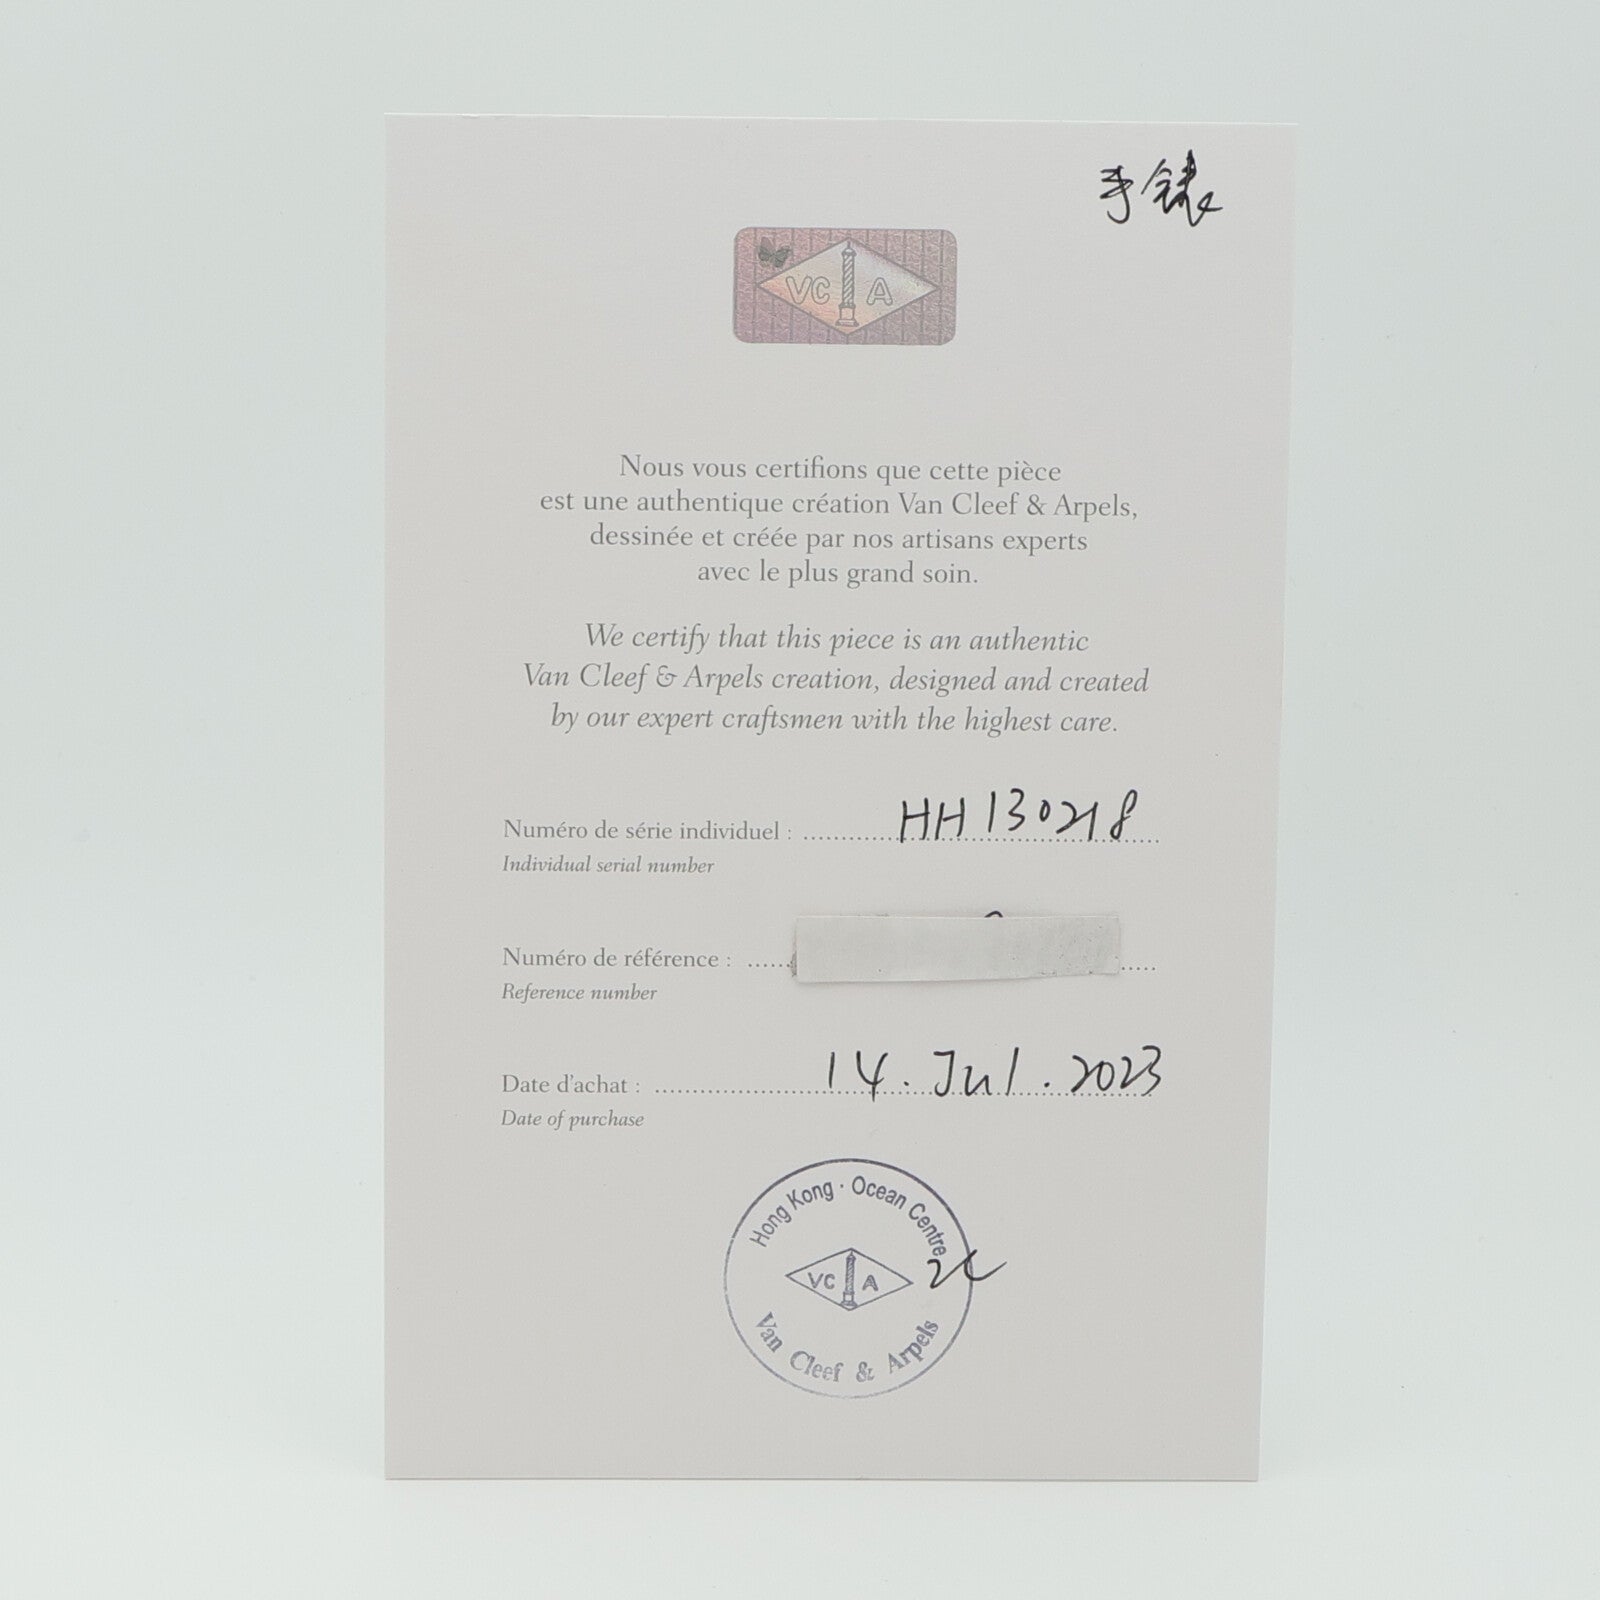 手錶
VC A
Nous vous certifions que cette pièce
est une authentique création Van Cleef & Arpels,
dessinée et créée par nos artisans experts
avec le plus grand soin.
We certify that this piece is an authentic
Van Cleef & Arpels creation, designed and created
by our expert craftsmen with the highest care.
Numéro de série individuel : HH130218
Individual serial number
Numéro de référence :
Reference number
Date d'achat : 14. Jul. 2023
Date of purchase
Hong Kong · Ocean Centre
VC A
Van Cleef & Arpels